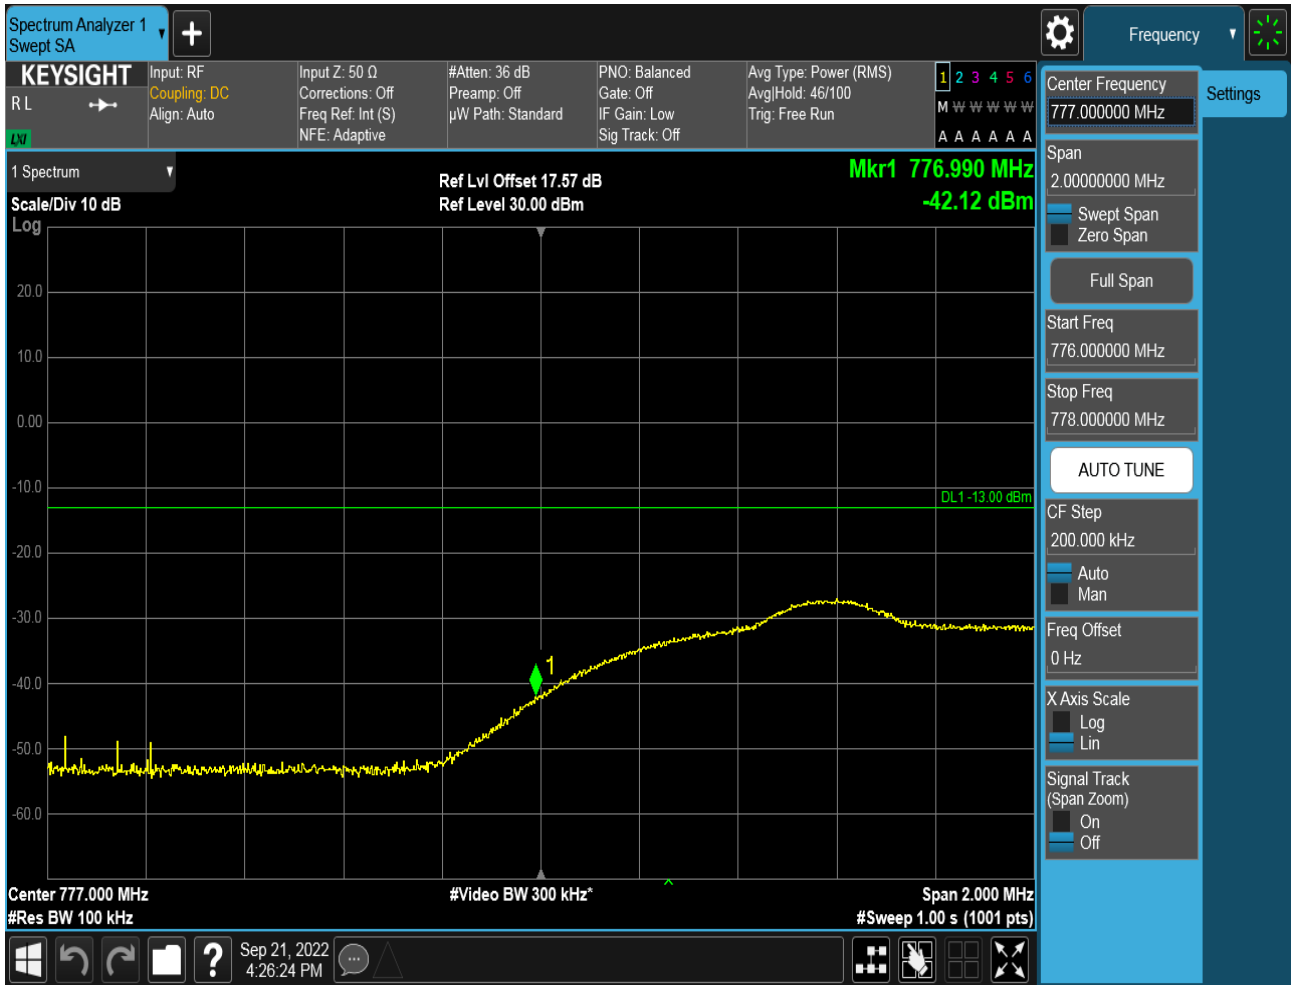 Spectrum Analyzer 1
Swept SA
Frequency
KEYSIGHT
R L
LXI
Input: RF
Coupling: DC
Align: Auto
Input Z: 50 Ω
Corrections: Off
Freq Ref: Int (S)
NFE: Adaptive
#Atten: 36 dB
Preamp: Off
µW Path: Standard
PNO: Balanced
Gate: Off
IF Gain: Low
Sig Track: Off
Avg Type: Power (RMS)
Avg|Hold: 46/100
Trig: Free Run
1 2 3 4 5 6
M W W W W W
A A A A A A
1 Spectrum
Scale/Div 10 dB
Log
Ref Lvl Offset 17.57 dB
Ref Level 30.00 dBm
Mkr1 776.990 MHz
-42.12 dBm
20.0
10.0
0.00
-10.0
DL1 -13.00 dBm
-20.0
-30.0
1
-40.0
-50.0
-60.0
Center 777.000 MHz
#Res BW 100 kHz
#Video BW 300 kHz*
Span 2.000 MHz
#Sweep 1.00 s (1001 pts)
Center Frequency
777.000000 MHz
Settings
Span
2.00000000 MHz
Swept Span
Zero Span
Full Span
Start Freq
776.000000 MHz
Stop Freq
778.000000 MHz
AUTO TUNE
CF Step
200.000 kHz
Auto
Man
Freq Offset
0 Hz
X Axis Scale
Log
Lin
Signal Track
(Span Zoom)
On
Off
?
Sep 21, 2022
4:26:24 PM